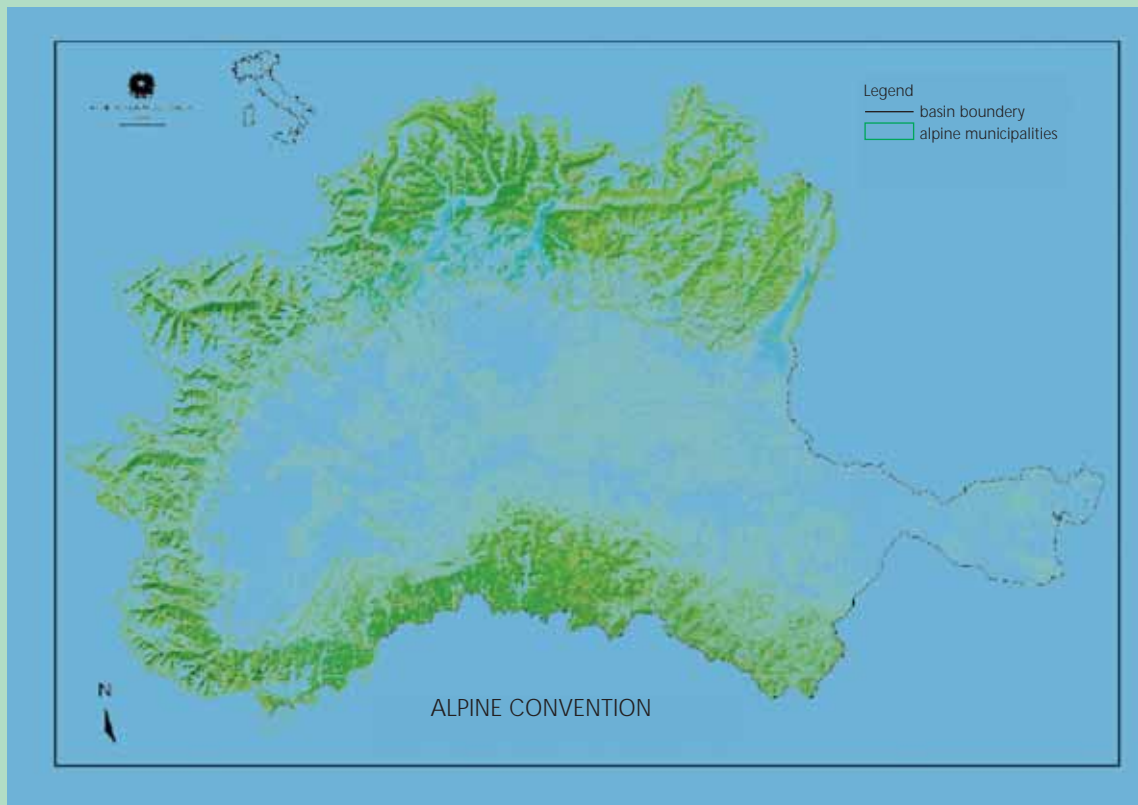 Legend
basin boundery
alpine municipalities
N
ALPINE CONVENTION